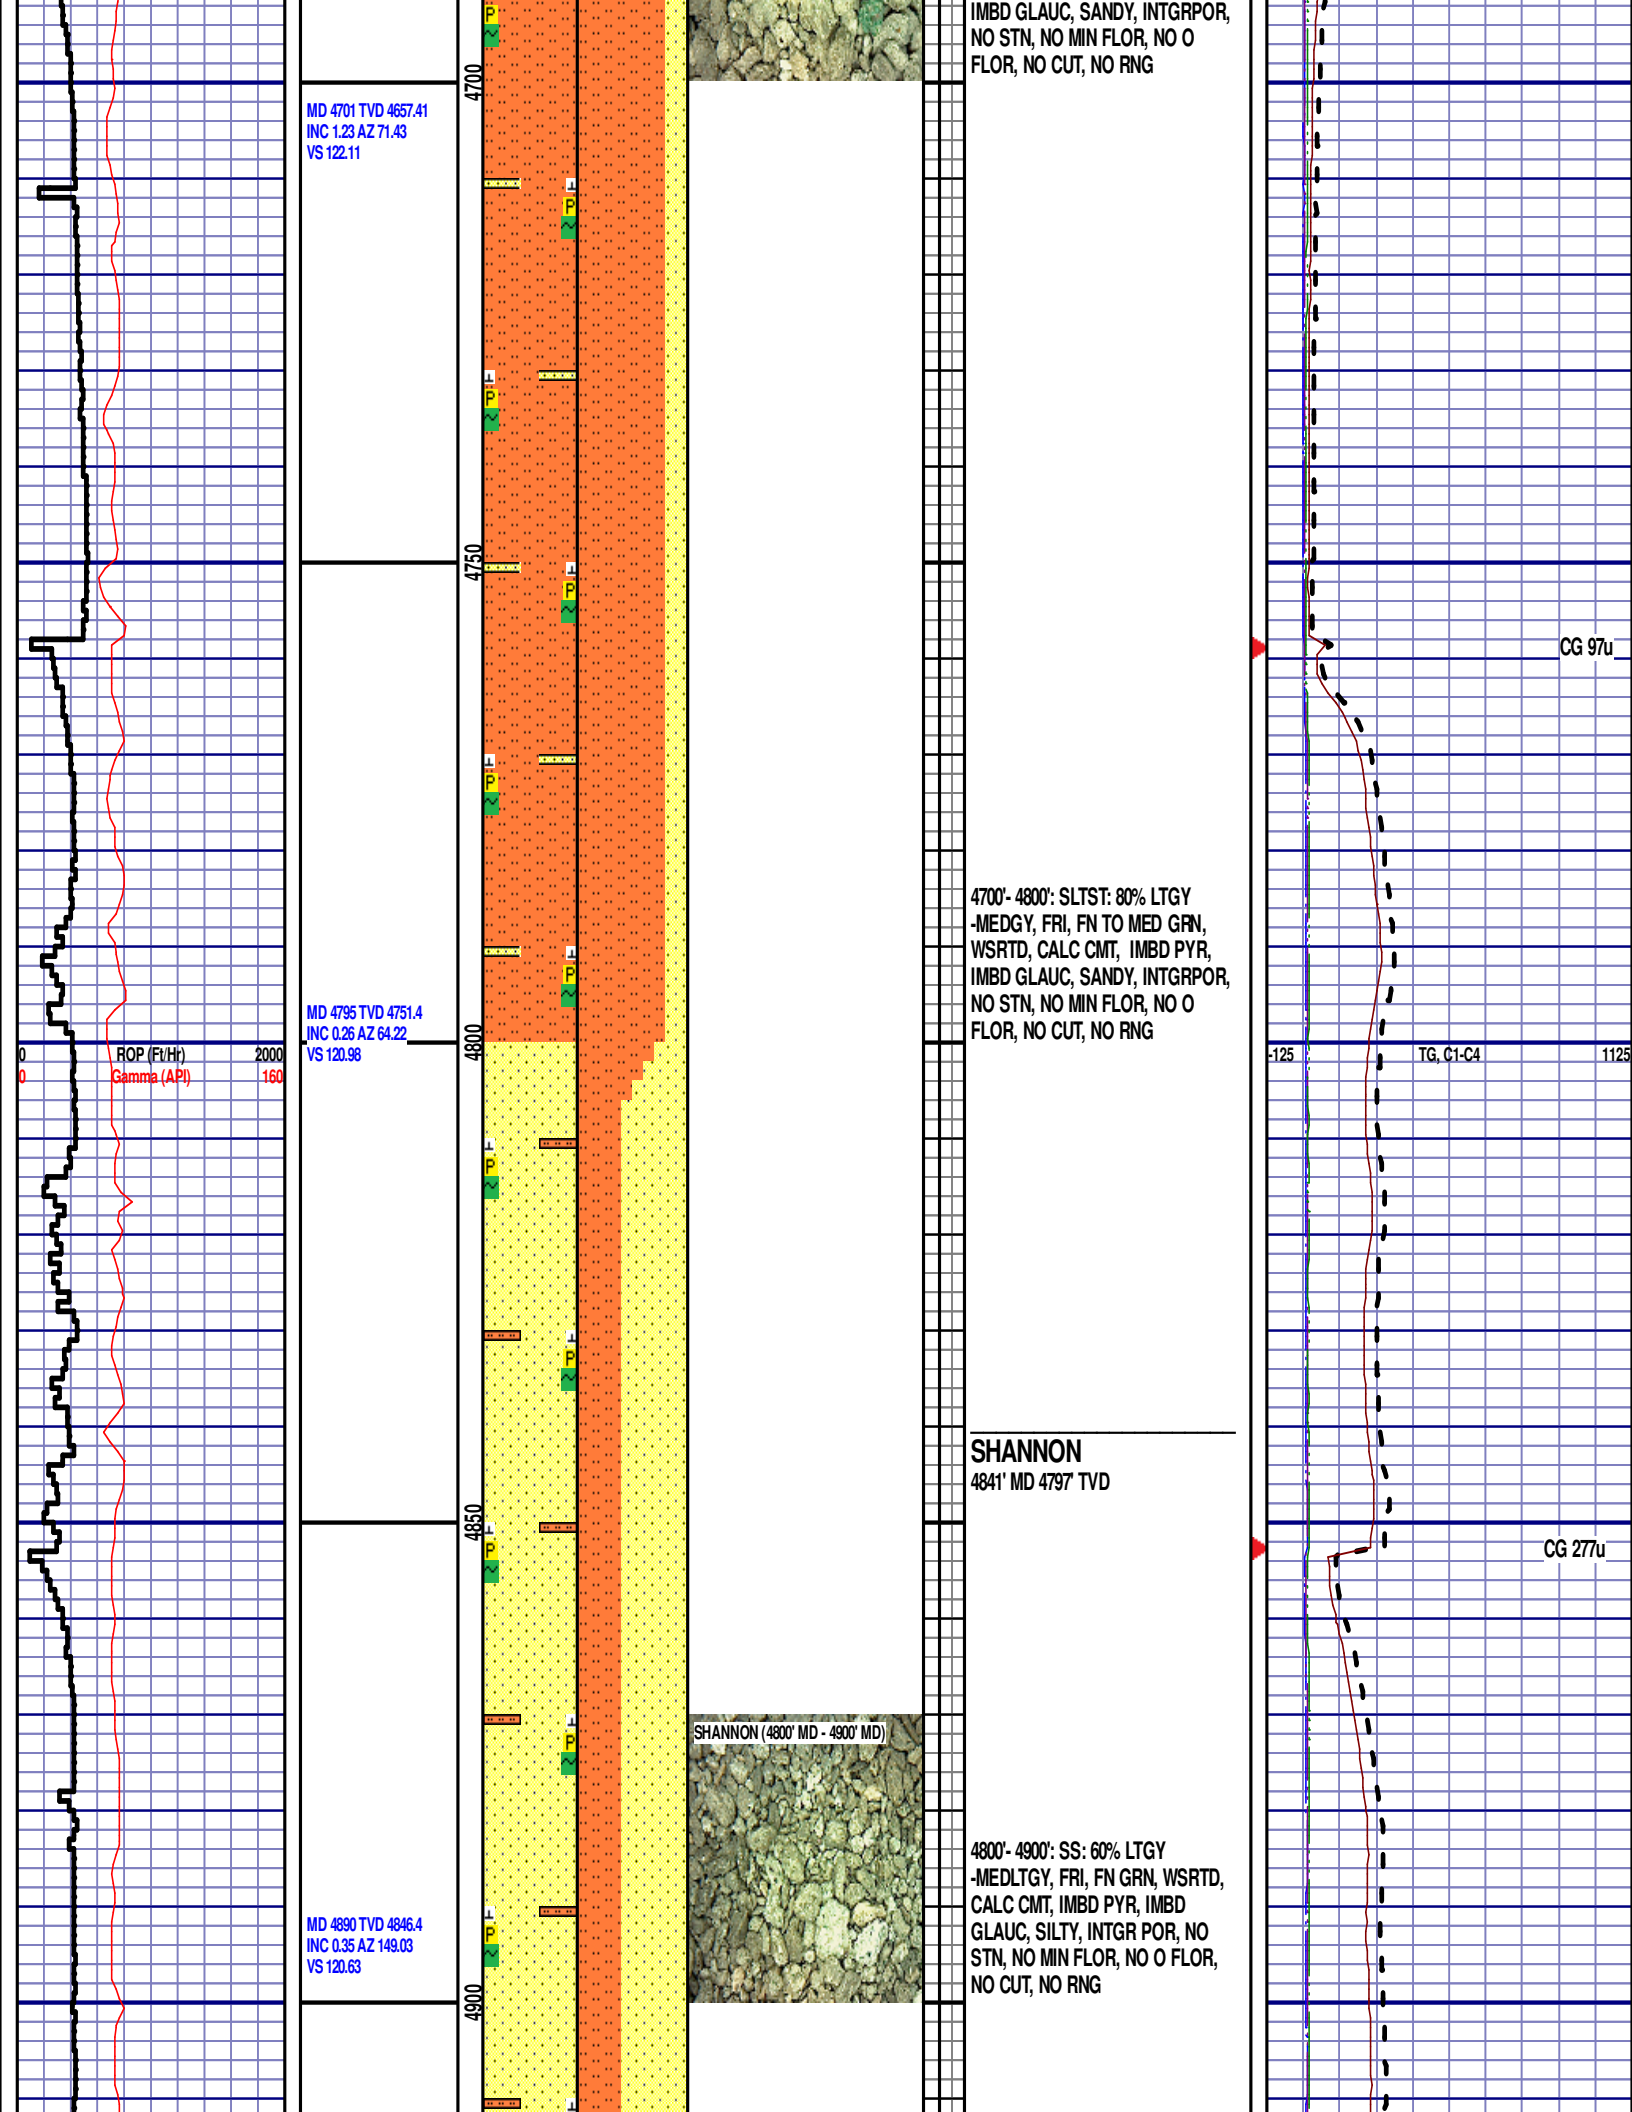 IMBD GLAUC, SANDY, INTGRPOR,
NO STN, NO MIN FLOR, NO O
FLOR, NO CUT, NO RNG
P
4700
MD 4701 TVD 4657.41
INC 1.23 AZ 71.43
VS 122.11
P
P
4750
P
CG 97u
P
4700'- 4800': SLTST: 80% LTGY
-MEDGY, FRI, FN TO MED GRN,
WSRTD, CALC CMT, IMBD PYR,
IMBD GLAUC, SANDY, INTGRPOR,
NO STN, NO MIN FLOR, NO O
FLOR, NO CUT, NO RNG
P
MD 4795 TVD 4751.4
INC 0.26 AZ 64.22
VS 120.98
4800
0 ROP (Ft/Hr) 2000
0 Gamma (API) 160
-125 TG, C1-C4 1125
P
P
SHANNON
4841' MD 4797' TVD
4850
P
CG 277u
P
SHANNON (4800' MD - 4900' MD)
4800'- 4900': SS: 60% LTGY
-MEDLTGY, FRI, FN GRN, WSRTD,
CALC CMT, IMBD PYR, IMBD
GLAUC, SILTY, INTGR POR, NO
STN, NO MIN FLOR, NO O FLOR,
NO CUT, NO RNG
P
MD 4890 TVD 4846.4
INC 0.35 AZ 149.03
VS 120.63
4900